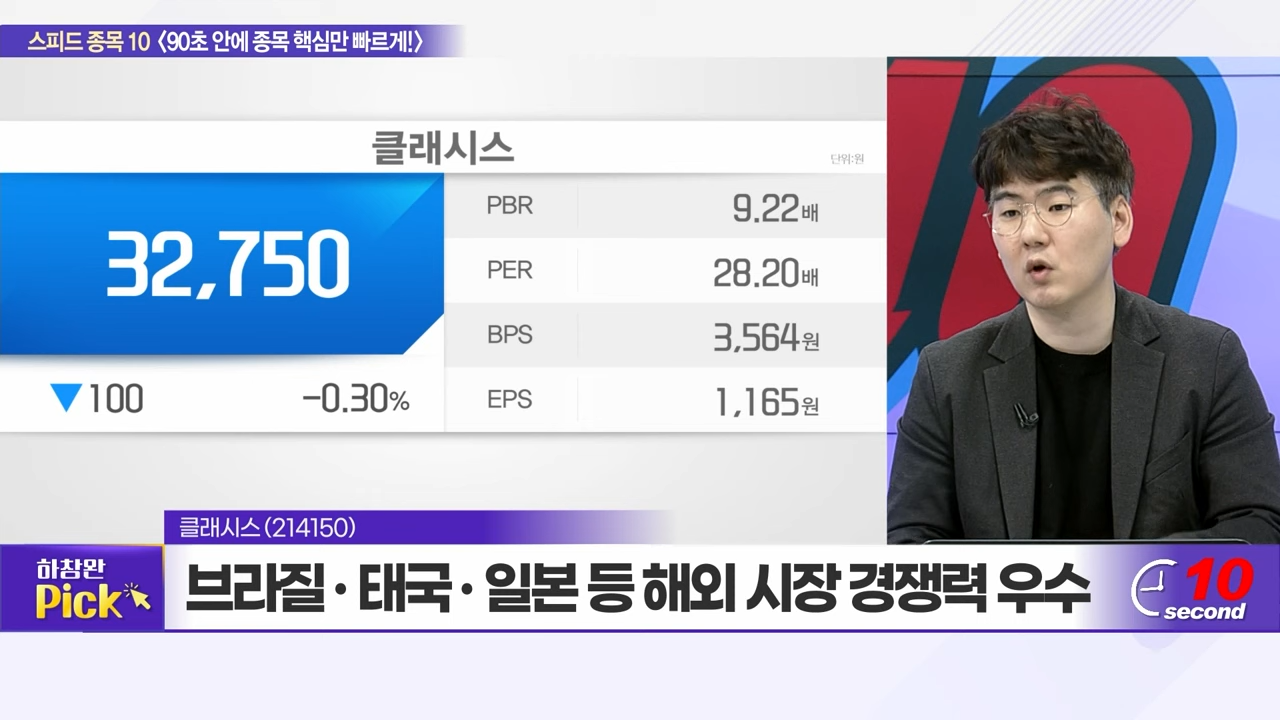 스피드 종목 10 <90초 안에 종목 핵심만 빠르게!>
클래시스
단위:원
32,750
▼100 -0.30%
PBR 9.22배
PER 28.20배
BPS 3,564원
EPS 1,165원
클래시스(214150)
하창완
Pick
브라질·태국·일본 등 해외 시장 경쟁력 우수
10
second